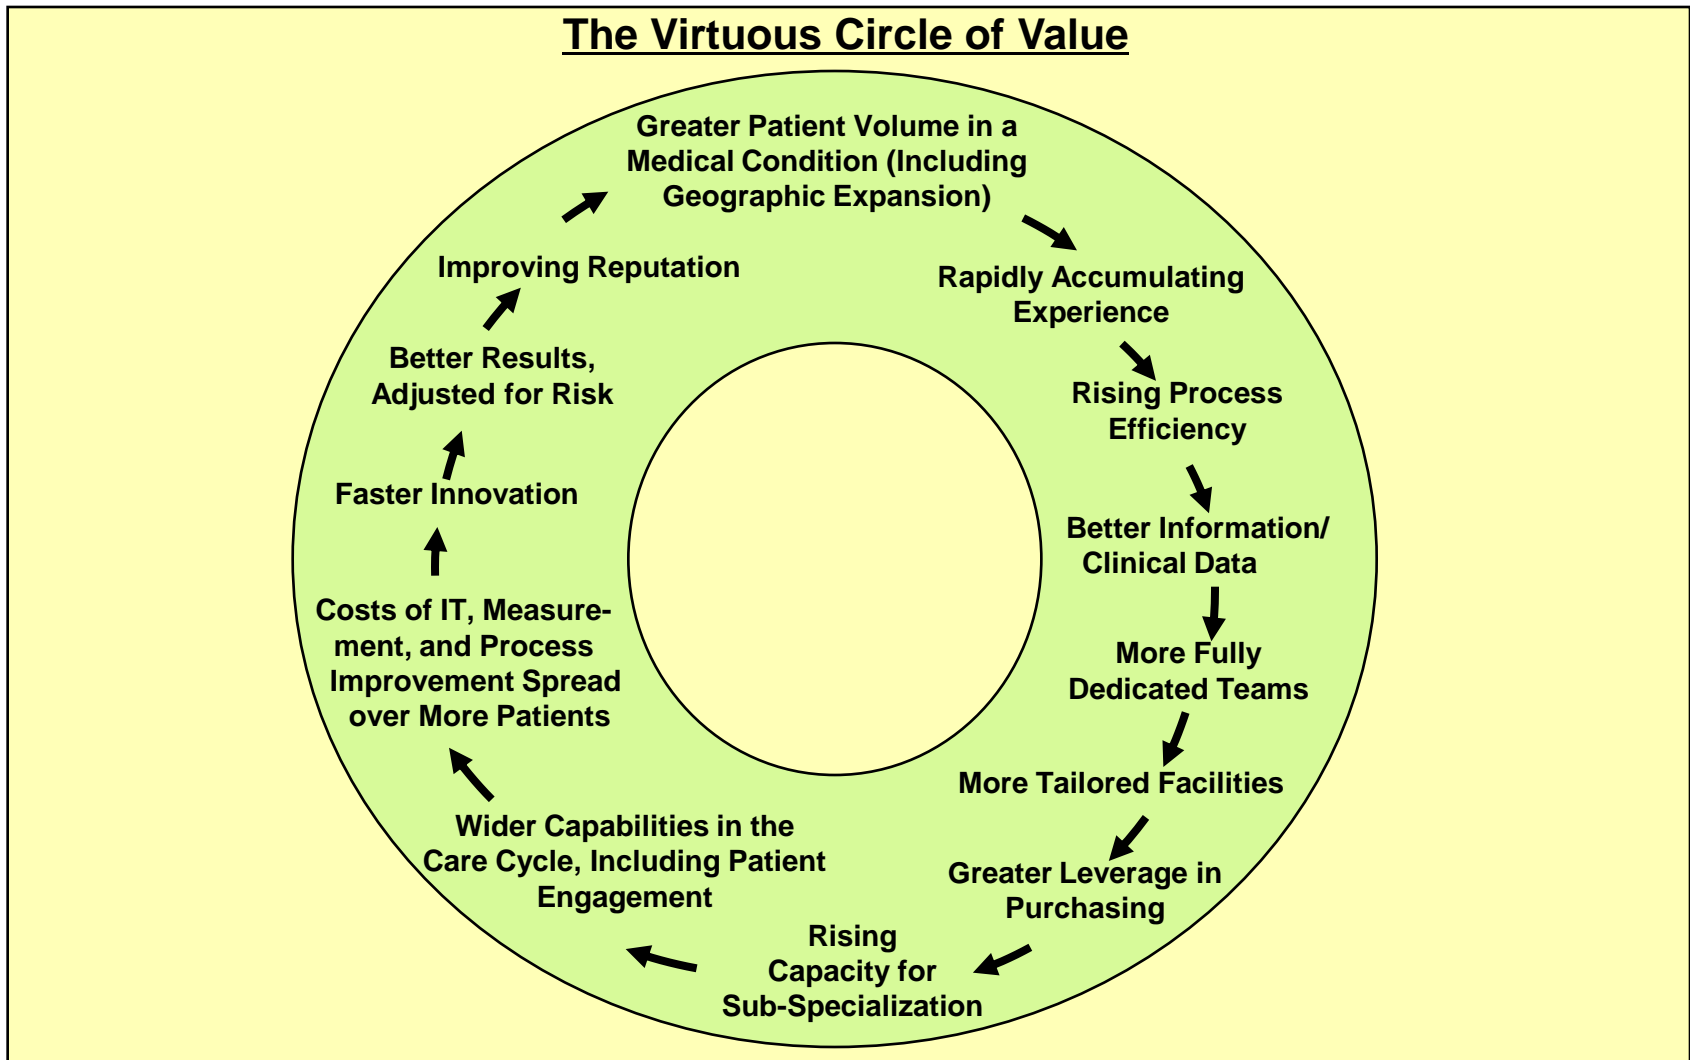 The Virtuous Circle of Value
Greater Patient Volume in a
Medical Condition (Including
Geographic Expansion)
Rapidly Accumulating
Experience
Rising Process
Efficiency
Better Information/
Clinical Data
More Fully
Dedicated Teams
More Tailored Facilities
Greater Leverage in
Purchasing
Rising
Capacity for
Sub-Specialization
Wider Capabilities in the
Care Cycle, Including Patient
Engagement
Costs of IT, Measure-
ment, and Process
Improvement Spread
over More Patients
Faster Innovation
Better Results,
Adjusted for Risk
Improving Reputation